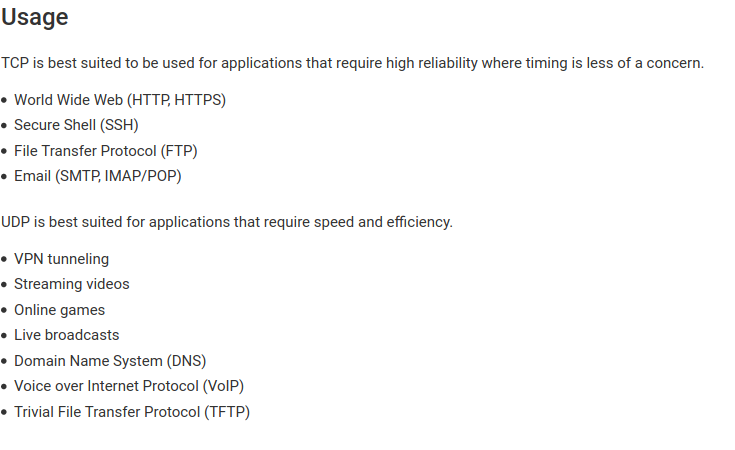 Usage
TCP is best suited to be used for applications that require high reliability where timing is less of a concern.
• World Wide Web (HTTP, HTTPS)
• Secure Shell (SSH)
• File Transfer Protocol (FTP)
• Email (SMTP, IMAP/POP)
UDP is best suited for applications that require speed and efficiency.
• VPN tunneling
• Streaming videos
• Online games
• Live broadcasts
• Domain Name System (DNS)
• Voice over Internet Protocol (VoIP)
• Trivial File Transfer Protocol (TFTP)